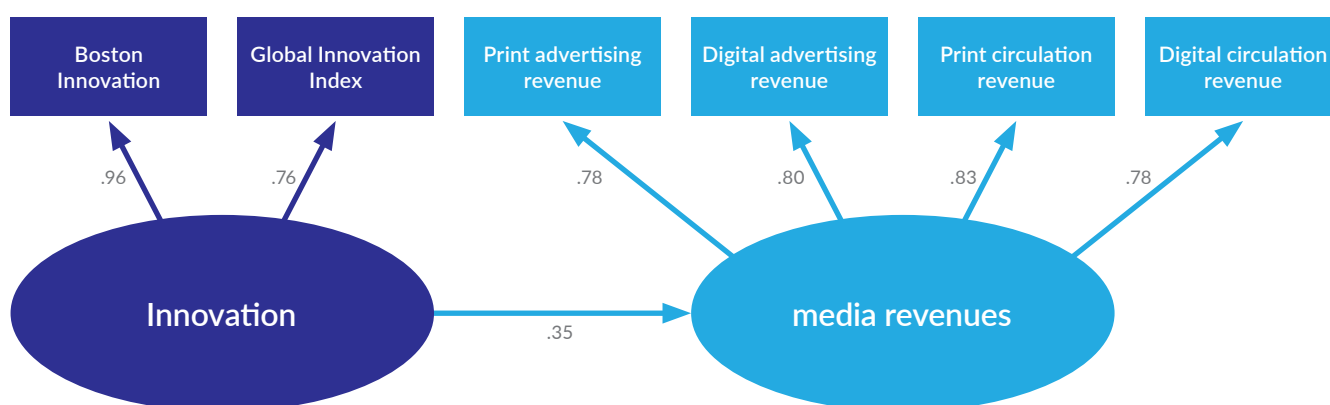 Boston
Innovation
Global Innovation
Index
Print advertising
revenue
Digital advertising
revenue
Print circulation
revenue
Digital circulation
revenue
.96
.76
.78
.80
.83
.78
Innovation
media revenues
.35